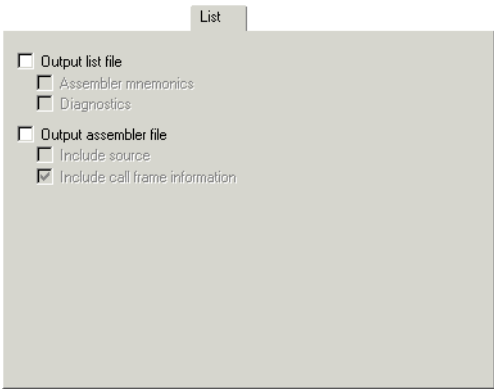 List
Output list file
Assembler mnemonics
Diagnostics
Output assembler file
Include source
Include call frame information